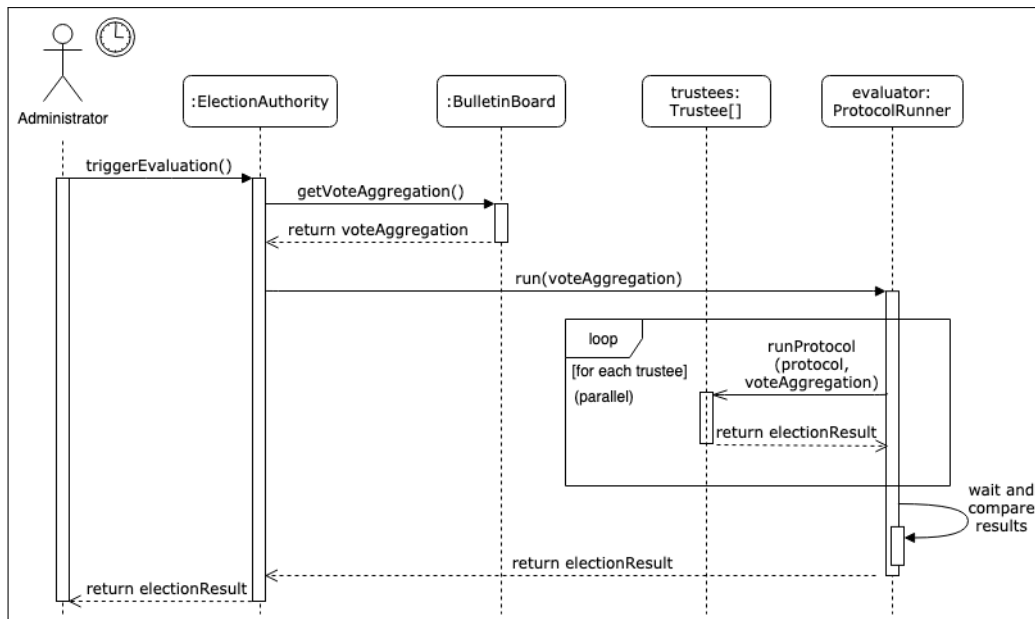 Administrator
:ElectionAuthority
:BulletinBoard
trustees:
Trustee[]
evaluator:
ProtocolRunner
triggerEvaluation()
getVoteAggregation()
return voteAggregation
run(voteAggregation)
loop
[for each trustee]
(parallel)
runProtocol
(protocol,
voteAggregation)
return electionResult
wait and
compare
results
return electionResult
return electionResult